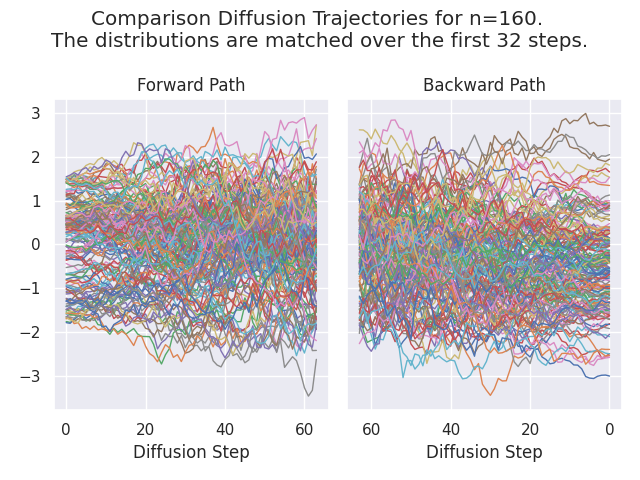 Comparison Diffusion Trajectories for n=160.
The distributions are matched over the first 32 steps.
Forward Path
Backward Path
3
2
1
0
−1
−2
−3
0 20 40 60
60 40 20 0
Diffusion Step
Diffusion Step